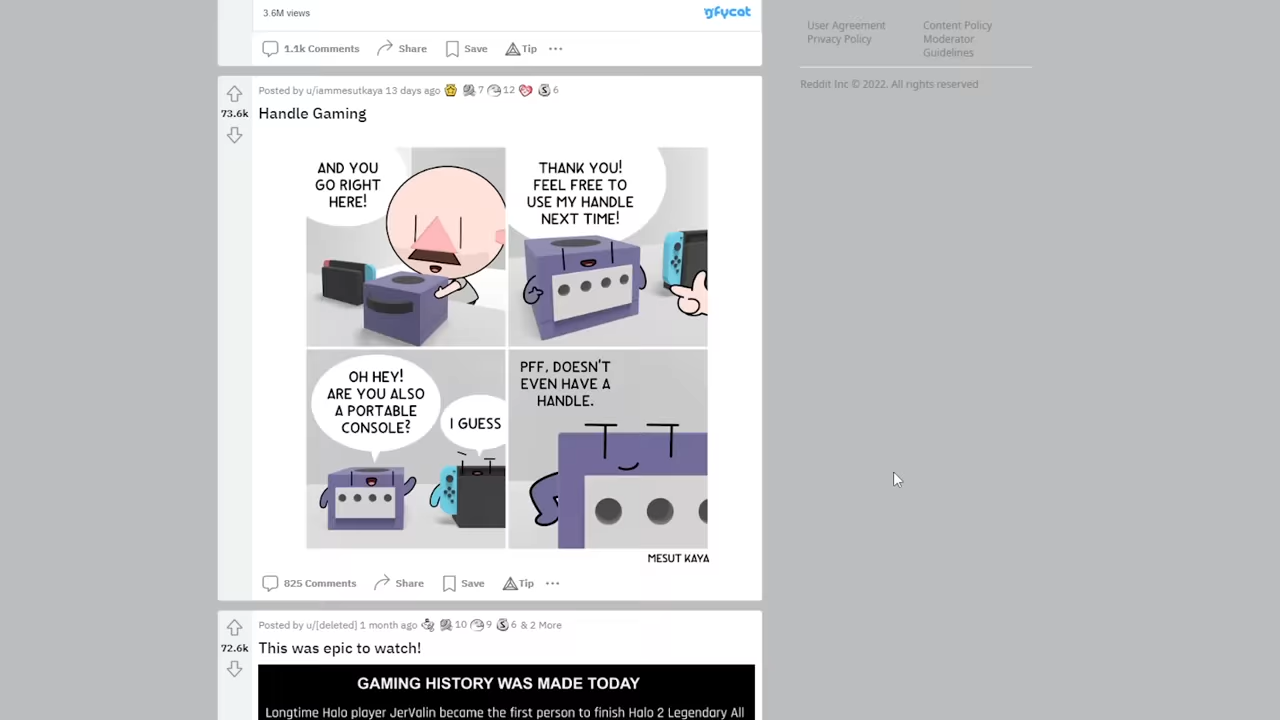 3.6M views
gfycat
User Agreement
Content Policy
Privacy Policy
Moderator
Guidelines
Reddit Inc © 2022. All rights reserved
1.1k Comments
Share
Save
Tip
Posted by u/iammesutkaya 13 days ago
7
12
6
73.6k
Handle Gaming
AND YOU
GO RIGHT
HERE!
THANK YOU!
FEEL FREE TO
USE MY HANDLE
NEXT TIME!
OH HEY!
ARE YOU ALSO
A PORTABLE
CONSOLE?
I GUESS
PFF, DOESN'T
EVEN HAVE A
HANDLE.
MESUT KAYA
825 Comments
Share
Save
Tip
Posted by u/[deleted] 1 month ago
10
9
6
& 2 More
72.6k
This was epic to watch!
GAMING HISTORY WAS MADE TODAY
Longtime Halo player JerValin became the first person to finish Halo 2 Legendary All